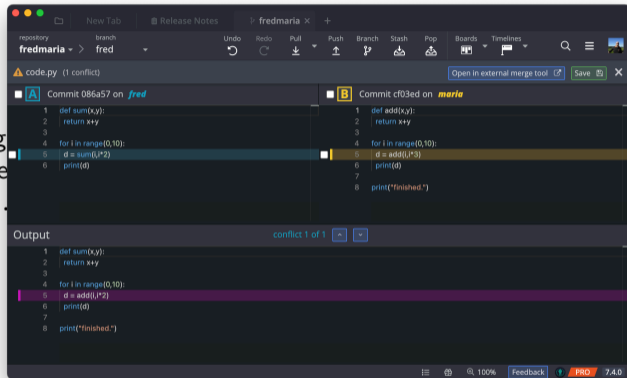 New Tab
Release Notes
fredmaria
repository
fredmaria
branch
fred
Undo
Redo
Pull
Push
Branch
Stash
Pop
Boards
Timelines
code.py (1 conflict)
Open in external merge tool
Save
A Commit 086a57 on fred
1 def sum(x,y):
2 return x+y
3
4 for i in range(0,10):
5 d = sum(i,i*2)
6 print(d)
B Commit cf03ed on maria
1 def add(x,y):
2 return x+y
3
4 for i in range(0,10):
5 d = add(i,i*3)
6 print(d)
7
8 print("finished.")
Output
conflict 1 of 1
1 def sum(x,y):
2 return x+y
3
4 for i in range(0,10):
5 d = add(i,i*2)
6 print(d)
7
8 print("finished.")
100%
Feedback
PRO
7.4.0